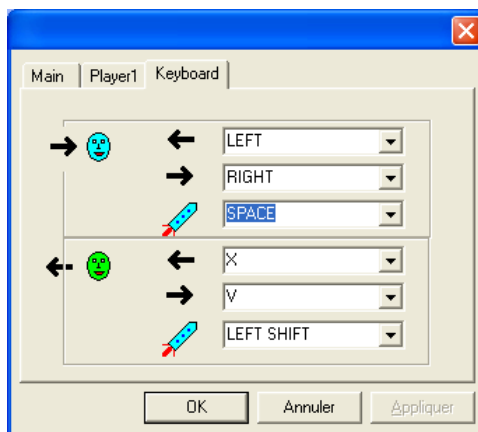 Main Player1 Keyboard
LEFT
RIGHT
SPACE
X
V
LEFT SHIFT
OK Annuler Appliquer